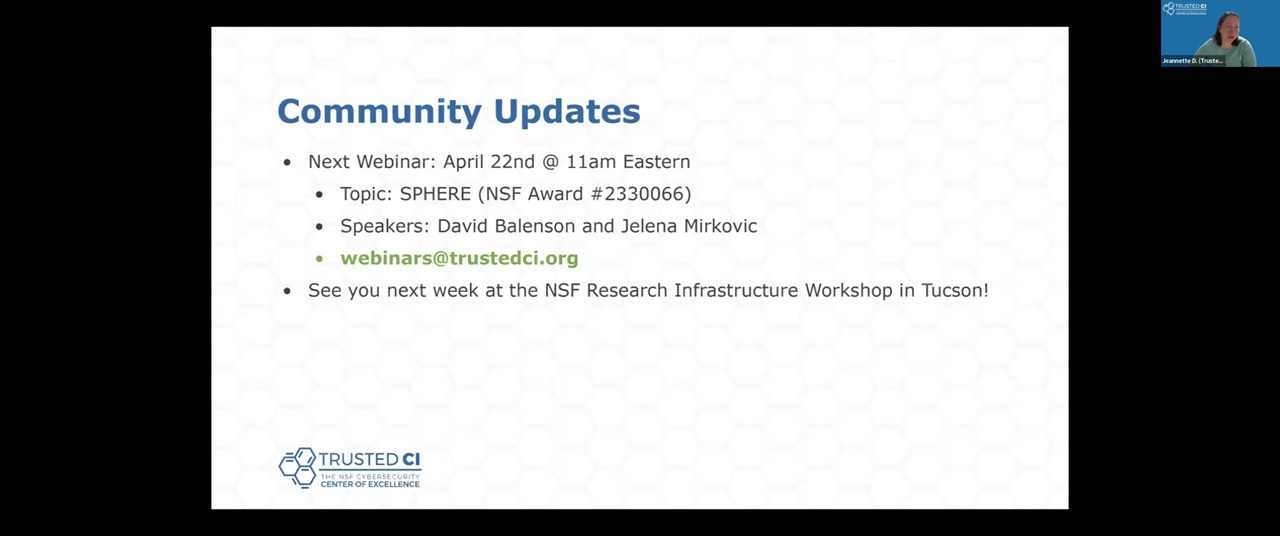 Community Updates
• Next Webinar: April 22nd @ 11am Eastern
• Topic: SPHERE (NSF Award #2330066)
• Speakers: David Balenson and Jelena Mirkovic
• webinars@trustedci.org
• See you next week at the NSF Research Infrastructure Workshop in Tucson!
TRUSTED CI
THE NSF CYBERSECURITY
CENTER OF EXCELLENCE
TRUSTED CI
Jeannette D. (Truste...